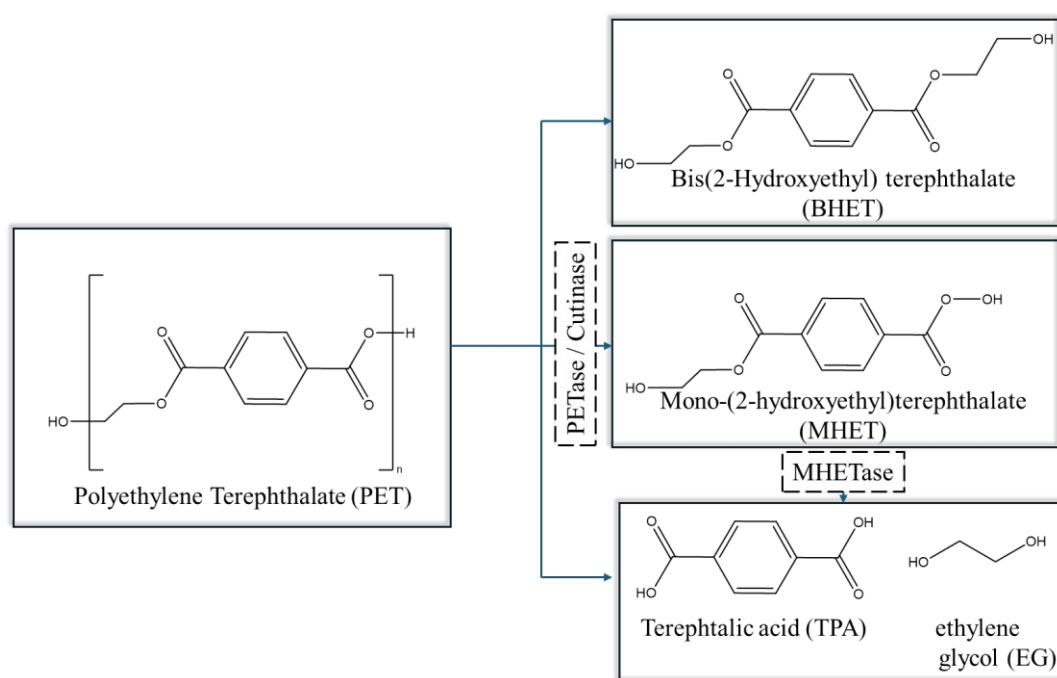 OH
O
O
O
O
HO
Bis(2-Hydroxyethyl) terephthalate
(BHET)
O
O
H
O
O
HO
n
Polyethylene Terephthalate (PET)
PETase / Cutinase
O
O
OH
O
O
HO
Mono-(2-hydroxyethyl)terephthalate
(MHET)
MHETase
O
OH
HO
O
Terephtalic acid (TPA)
OH
HO
ethylene
glycol (EG)